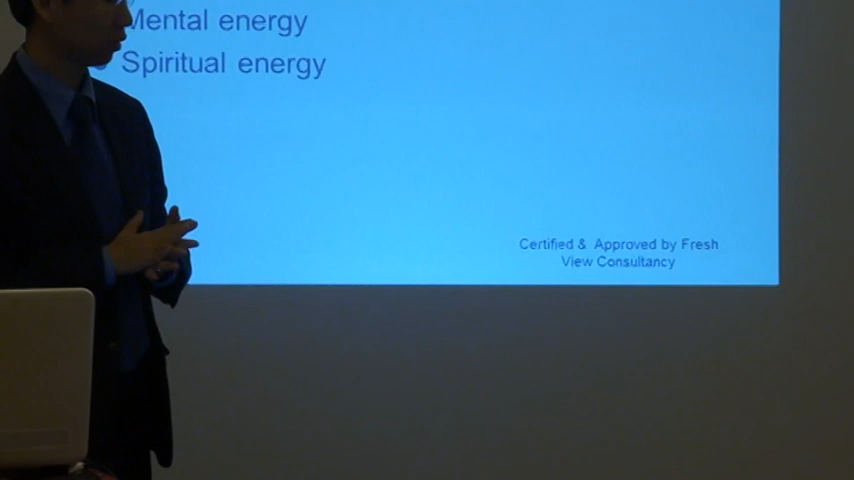 Mental energy
Spiritual energy
Certified & Approved by Fresh
View Consultancy